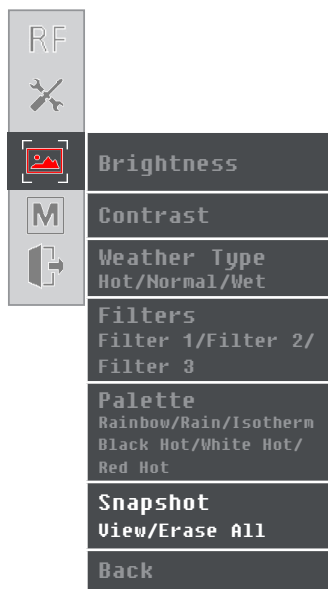 RF
M
Brightness
Contrast
Weather Type
Hot/Normal/Wet
Filters
Filter 1/Filter 2/
Filter 3
Palette
Rainbow/Rain/Isotherm
Black Hot/White Hot/
Red Hot
Snapshot
View/Erase All
Back